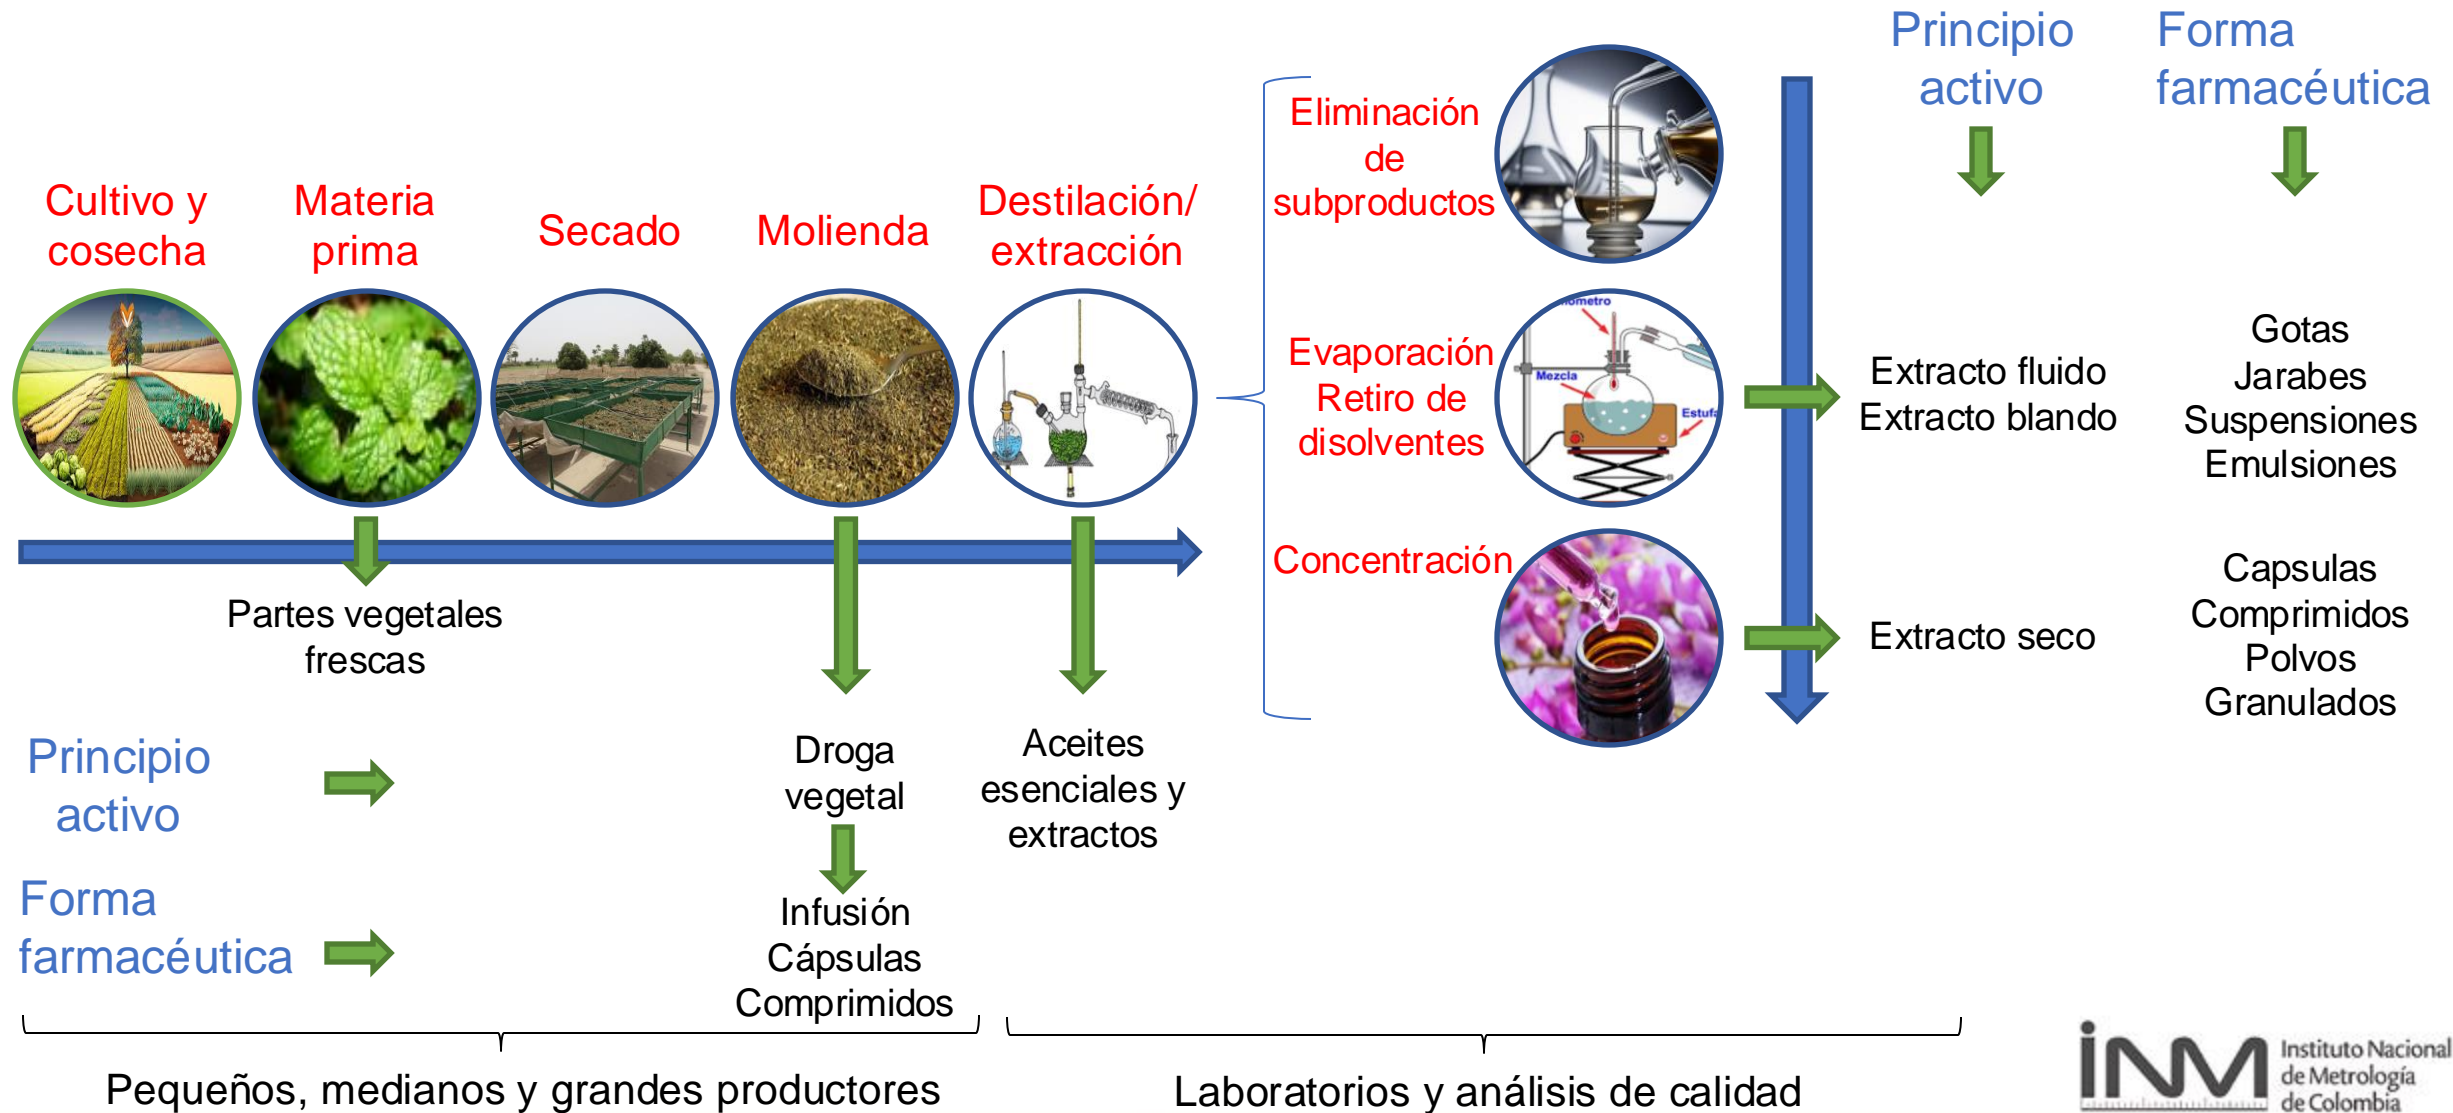 Principio
activo
Forma
farmacéutica
Cultivo y
cosecha
Materia
prima
Secado
Molienda
Destilación/
extracción
Eliminación
de
subproductos
Evaporación
Retiro de
disolventes
Mezcla
Estufa
Concentración
Extracto fluido
Extracto blando
Gotas
Jarabes
Suspensiones
Emulsiones
Extracto seco
Capsulas
Comprimidos
Polvos
Granulados
Partes vegetales
frescas
Principio
activo
Droga
vegetal
Aceites
esenciales y
extractos
Forma
farmacéutica
Infusión
Cápsulas
Comprimidos
Pequeños, medianos y grandes productores
Laboratorios y análisis de calidad
INM
Instituto Nacional
de Metrología
de Colombia